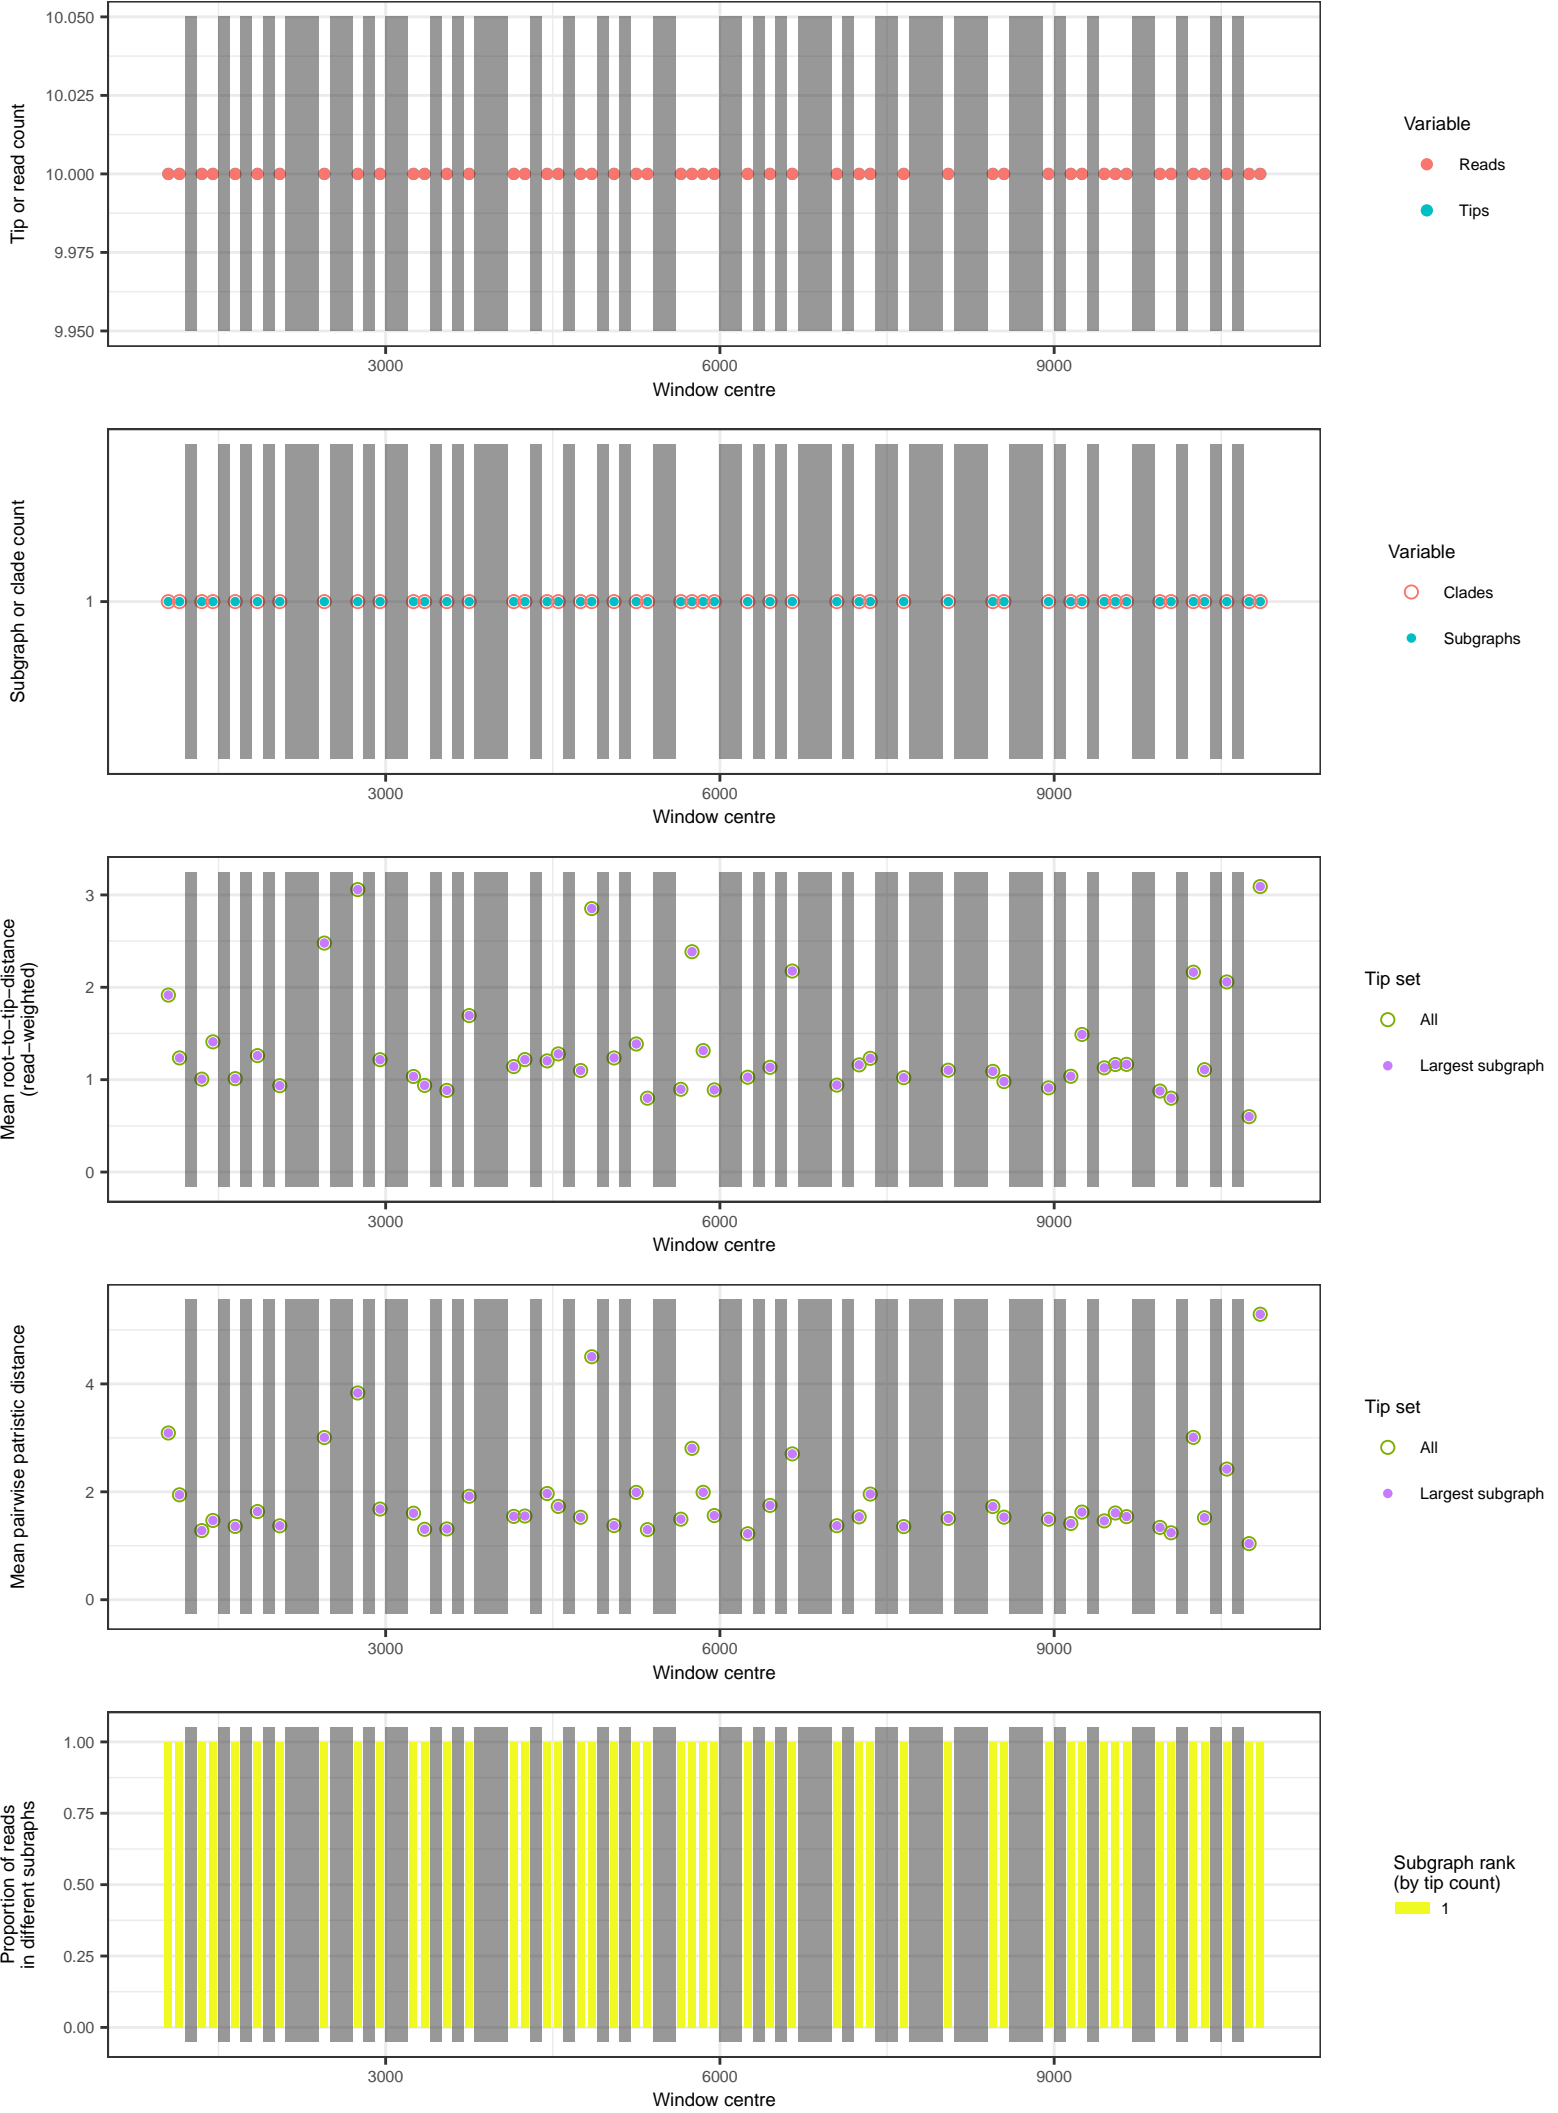 10.050
10.025
10.000
9.975
9.950
Tip or read count
3000
6000
9000
Window centre
Variable
Reads
Tips
1
Subgraph or clade count
3000
6000
9000
Window centre
Variable
Clades
Subgraphs
3
2
1
0
Mean root−to−tip−distance
(read−weighted)
3000
6000
9000
Window centre
Tip set
All
Largest subgraph
4
2
0
Mean pairwise patristic distance
3000
6000
9000
Window centre
Tip set
All
Largest subgraph
1.00
0.75
0.50
0.25
0.00
Proportion of reads
in different subraphs
3000
6000
9000
Window centre
Subgraph rank
(by tip count)
1